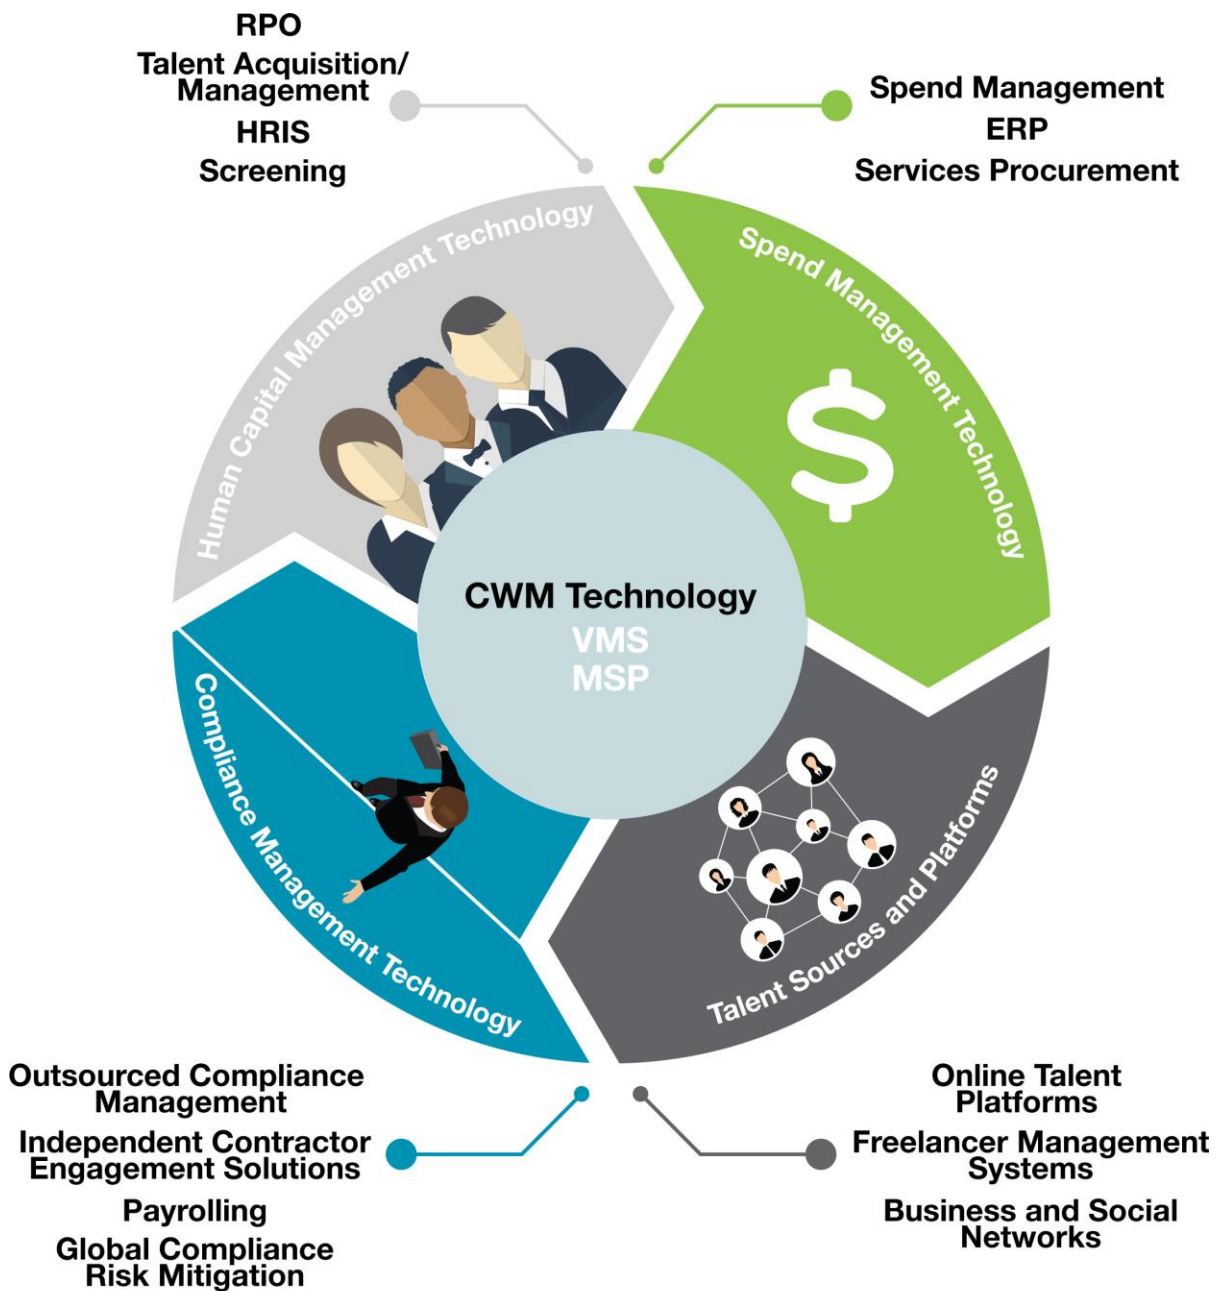 RPO
Talent Acquisition/
Management
HRIS
Screening
Spend Management
ERP
Services Procurement
Human Capital Management Technology
Spend Management Technology
CWM Technology
VMS
MSP
Compliance Management Technology
Talent Sources and Platforms
Outsourced Compliance
Management
Independent Contractor
Engagement Solutions
Payrolling
Global Compliance
Risk Mitigation
Online Talent
Platforms
Freelancer Management
Systems
Business and Social
Networks